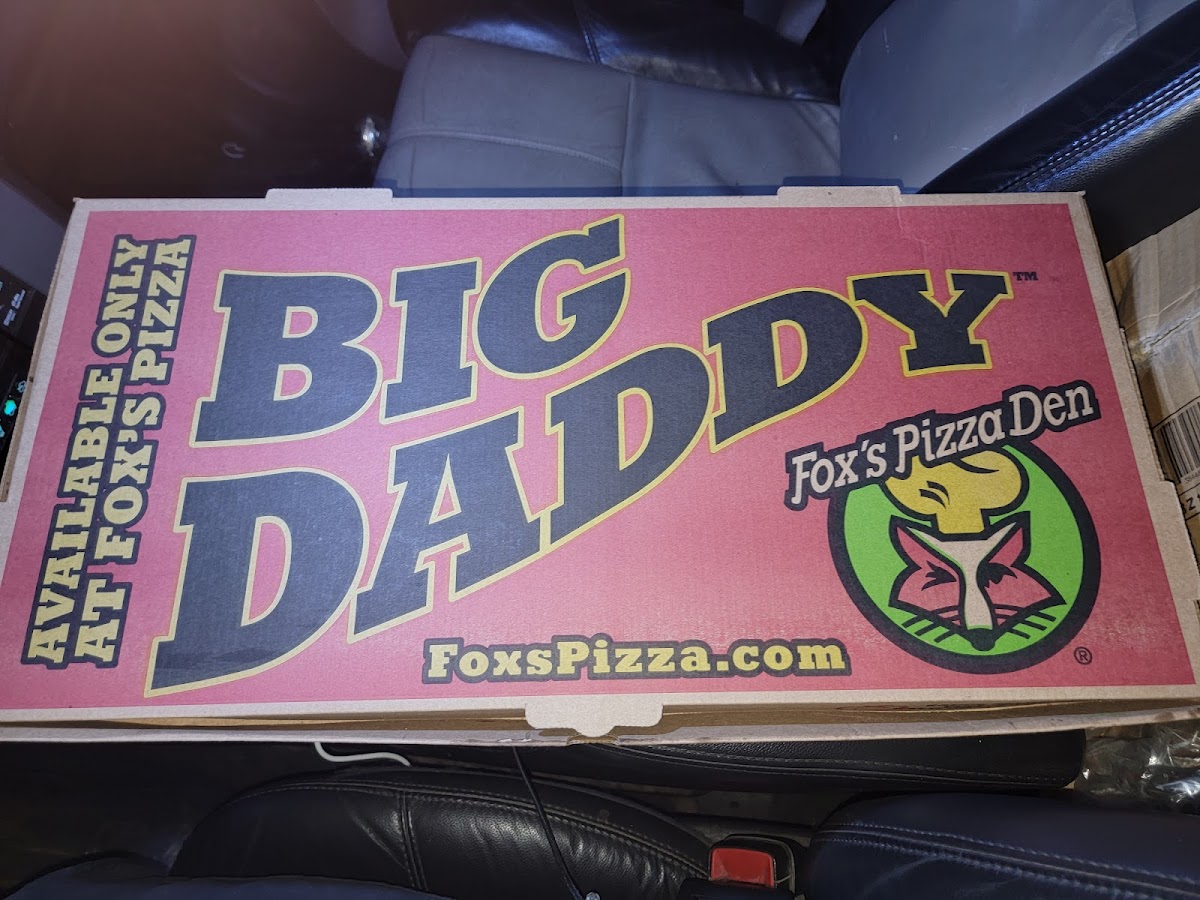 AVAILABLE ONLY
AT FOX'S PIZZA
BIG
DADDY™
Fox's Pizza Den
®
FoxsPizza.com